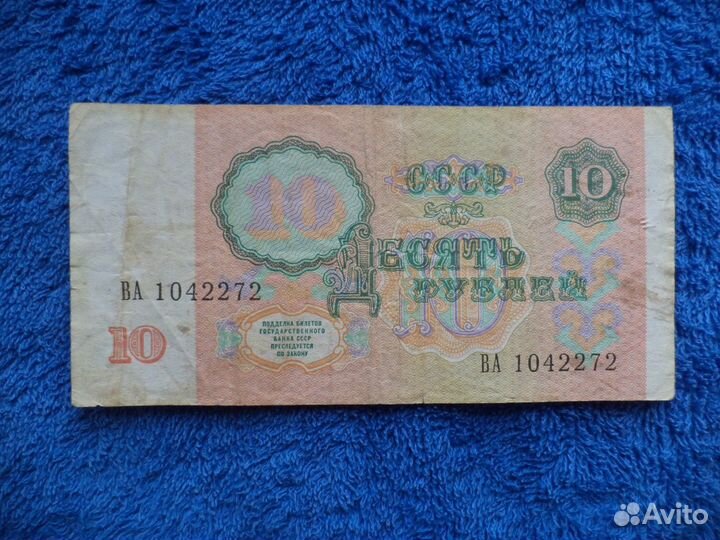 10
СССР
10
ДЕСЯТЬ
РУБЛЕЙ
10
ВА 1042272
10
ПОДДЕЛКА БИЛЕТОВ
ГОСУДАРСТВЕННОГО
БАНКА СССР
ПРЕСЛЕДУЕТСЯ
ПО ЗАКОНУ
ВА 1042272
Avito